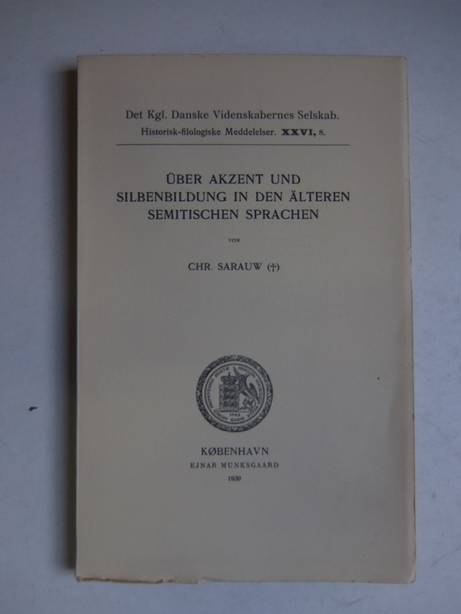 Det Kgl. Danske Videnskabernes Selskab.
Historisk-filologiske Meddelelser. XXVI, 8.
ÜBER AKZENT UND
SILBENBILDUNG IN DEN ÄLTEREN
SEMITISCHEN SPRACHEN
VON
CHR. SARAUW (†)
KØBENHAVN
EJNAR MUNKSGAARD
1939